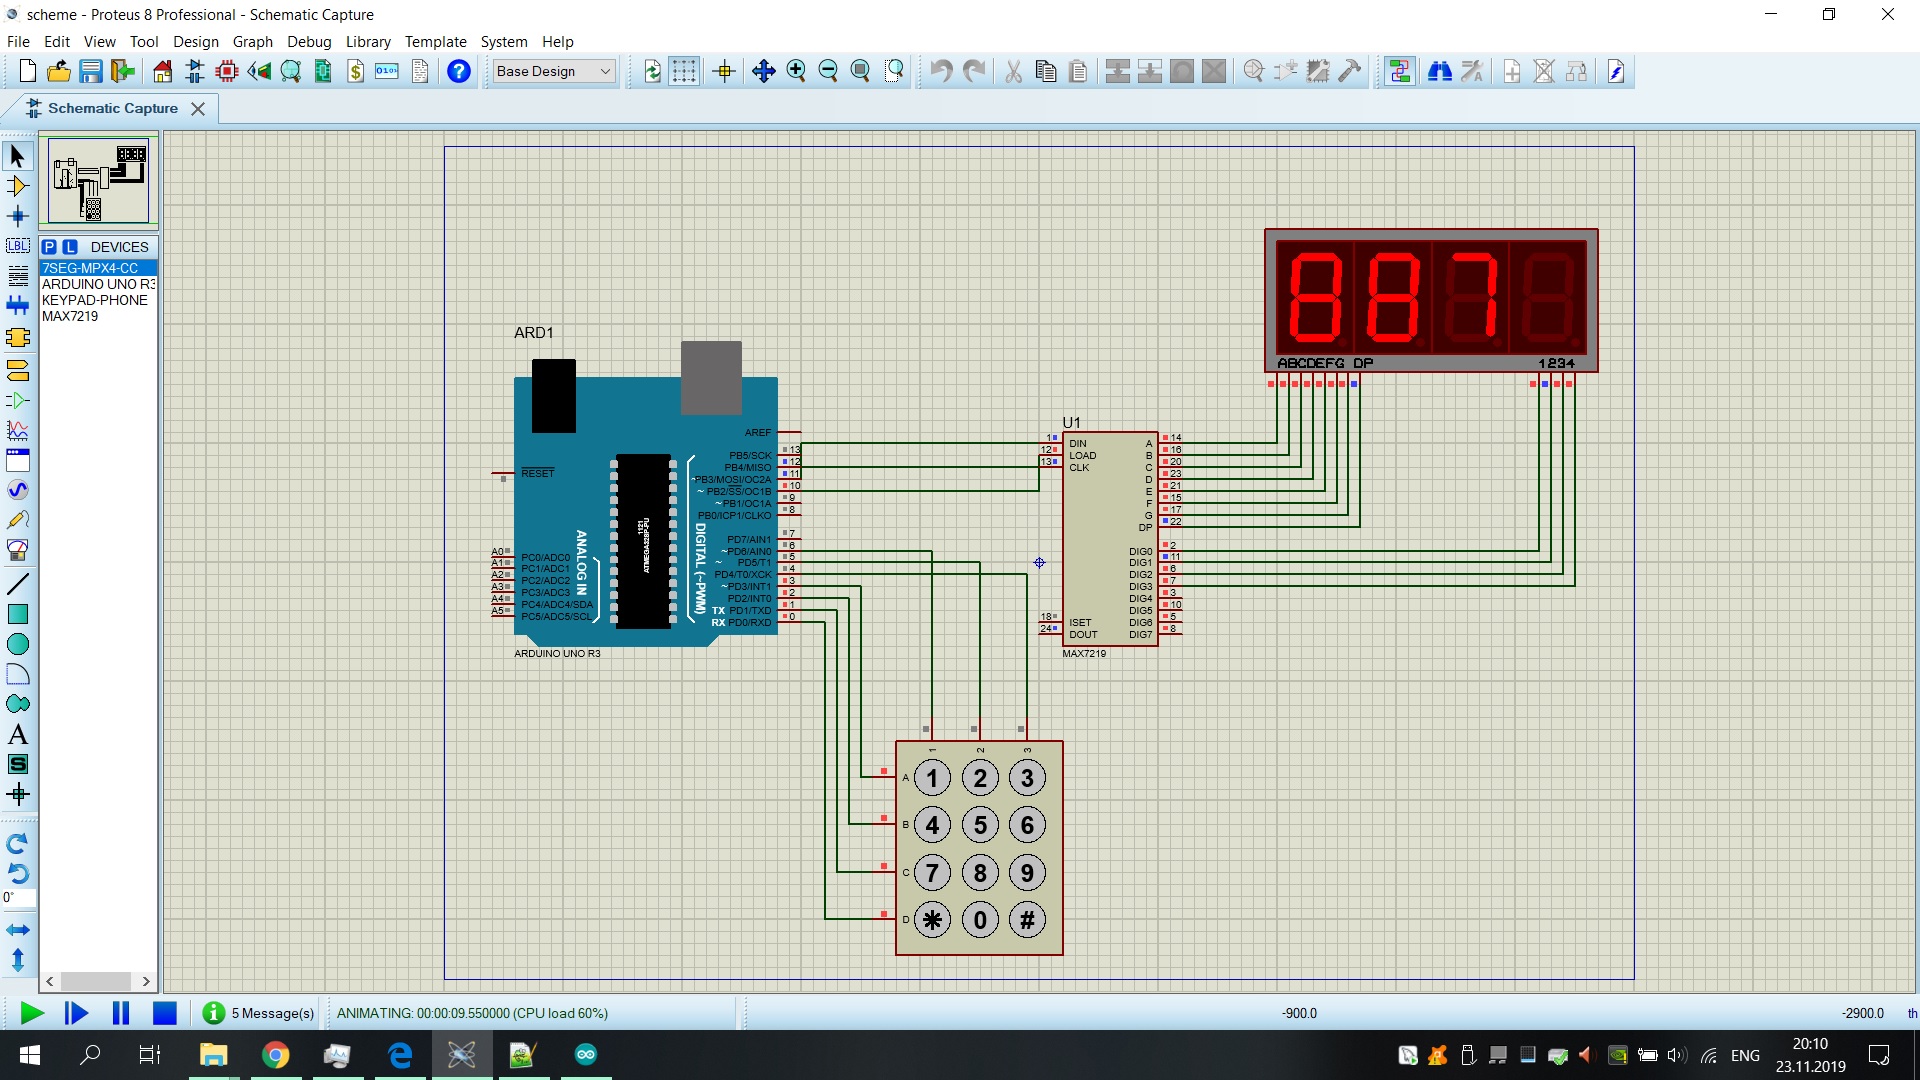 scheme - Proteus 8 Professional - Schematic Capture
File Edit View Tool Design Graph Debug Library Template System Help
Base Design
Schematic Capture
P L DEVICES
7SEG-MPX4-CC
ARDUINO UNO R3
KEYPAD-PHONE
MAX7219
LBL
A
S
0°
ARD1
RESET
AREF
PB5/SCK 13
PB4/MISO 12
~PB3/MOSI/OC2A 11
~PB2/SS/OC1B 10
~PB1/OC1A 9
PB0/ICP1/CLKO 8
PD7/AIN1 7
~PD6/AIN0 6
~ PD5/T1 5
PD4/T0/XCK 4
~PD3/INT1 3
PD2/INT0 2
TX PD1/TXD 1
RX PD0/RXD 0
A0 PC0/ADC0
A1 PC1/ADC1
A2 PC2/ADC2
A3 PC3/ADC3
A4 PC4/ADC4/SDA
A5 PC5/ADC5/SCL
ANALOG IN
1121
ATMEGA328P-PU
DIGITAL (~PWM)
ARDUINO UNO R3
U1
1 DIN A 14
12 LOAD B 16
13 CLK C 20
D 23
E 21
F 15
G 17
DP 22
DIG0 2
DIG1 11
DIG2 6
DIG3 7
DIG4 3
DIG5 10
18 ISET DIG6 5
24 DOUT DIG7 8
MAX7219
887
ABCDEFG DP 1234
1 2 3
A 1 2 3
B 4 5 6
C 7 8 9
D * 0 #
5 Message(s)
ANIMATING: 00:00:09.550000 (CPU load 60%)
-900.0
-2900.0
th
ENG
20:10
23.11.2019